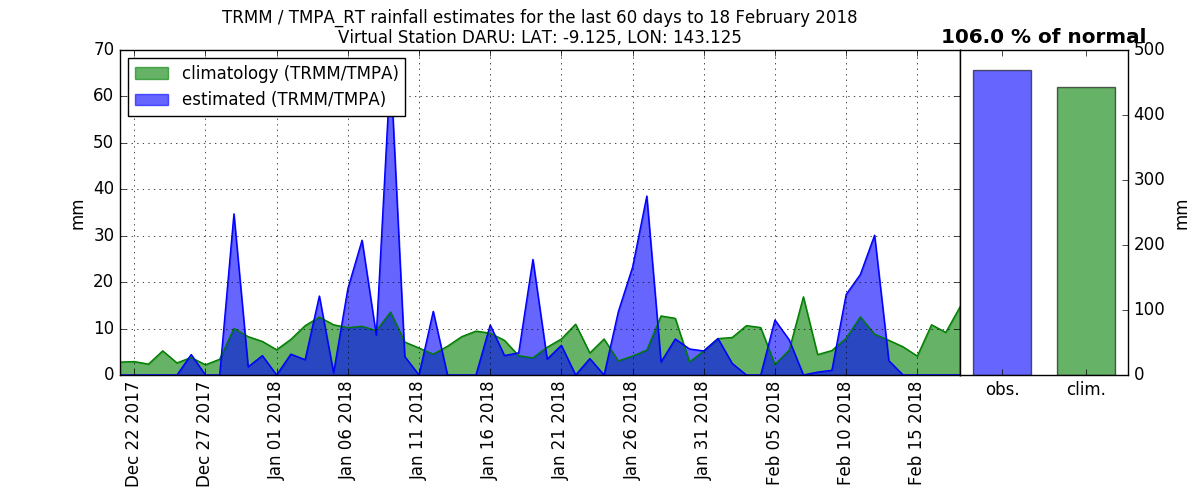 TRMM / TMPA_RT rainfall estimates for the last 60 days to 18 February 2018
Virtual Station DARU: LAT: -9.125, LON: 143.125
106.0 % of normal
climatology (TRMM/TMPA)
estimated (TRMM/TMPA)
70
60
50
40
30
20
10
0
mm
500
400
300
200
100
0
mm
obs.
clim.
Dec 22 2017
Dec 27 2017
Jan 01 2018
Jan 06 2018
Jan 11 2018
Jan 16 2018
Jan 21 2018
Jan 26 2018
Jan 31 2018
Feb 05 2018
Feb 10 2018
Feb 15 2018